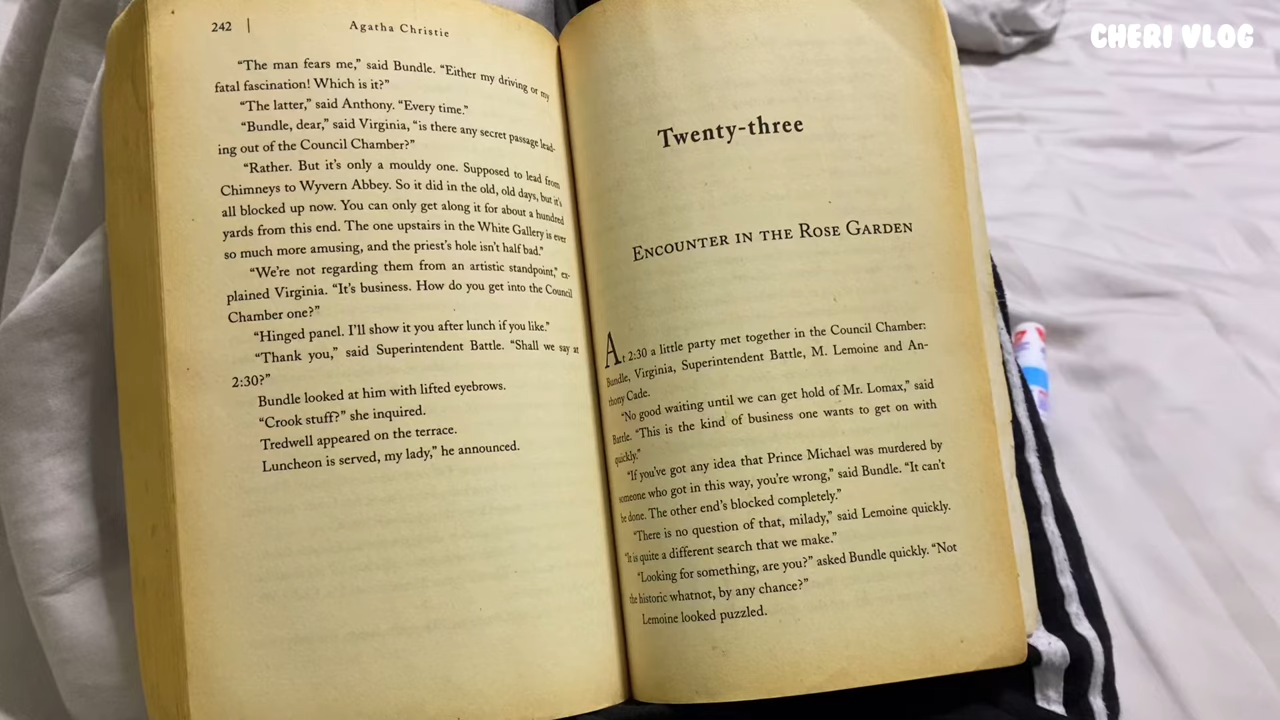 242 |
Agatha Christie
“The man fears me,” said Bundle. “Either my driving or my
fatal fascination! Which is it?”
“The latter,” said Anthony. “Every time.”
“Bundle, dear,” said Virginia, “is there any secret passage lead-
ing out of the Council Chamber?”
“Rather. But it’s only a mouldy one. Supposed to lead from
Chimneys to Wyvern Abbey. So it did in the old, old days, but it’s
all blocked up now. You can only get along it for about a hundred
yards from this end. The one upstairs in the White Gallery is ever
so much more amusing, and the priest’s hole isn’t half bad.”
“We’re not regarding them from an artistic standpoint,” ex-
plained Virginia. “It’s business. How do you get into the Council
Chamber one?”
“Hinged panel. I’ll show it you after lunch if you like.”
“Thank you,” said Superintendent Battle. “Shall we say at
2:30?”
Bundle looked at him with lifted eyebrows.
“Crook stuff?” she inquired.
Tredwell appeared on the terrace.
Luncheon is served, my lady,” he announced.
Twenty-three
Encounter in the Rose Garden
At 2:30 a little party met together in the Council Chamber:
Bundle, Virginia, Superintendent Battle, M. Lemoine and An-
thony Cade.
“No good waiting until we can get hold of Mr. Lomax,” said
Battle. “This is the kind of business one wants to get on with
quickly.”
“If you’ve got any idea that Prince Michael was murdered by
someone who got in this way, you’re wrong,” said Bundle. “It can’t
be done. The other end’s blocked completely.”
“There is no question of that, milady,” said Lemoine quickly.
“It is quite a different search that we make.”
“Looking for something, are you?” asked Bundle quickly. “Not
the historic whatnot, by any chance?”
Lemoine looked puzzled.
CHERI VLOG